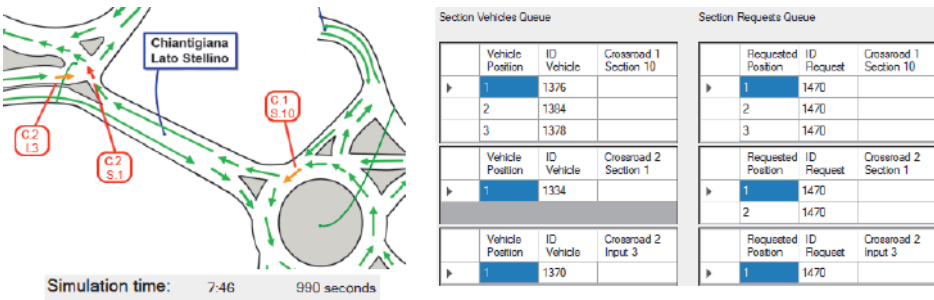 Chiantigiana
Lato Stellino
C.1
S.10
C.2
I.3
C.2
S.1
Simulation time: 7:46 990 seconds
Section Vehicles Queue
Vehicle Position ID Vehicle Crossroad 1 Section 10
1 1376
2 1384
3 1378
Vehicle Position ID Vehicle Crossroad 2 Section 1
1 1334
Vehicle Position ID Vehicle Crossroad 2 Input 3
1 1370
Section Requests Queue
Requested Position ID Request Crossroad 1 Section 10
1 1470
2 1470
3 1470
Requested Position ID Request Crossroad 2 Section 1
1 1470
2 1470
Requested Position ID Request Crossroad 2 Input 3
1 1470